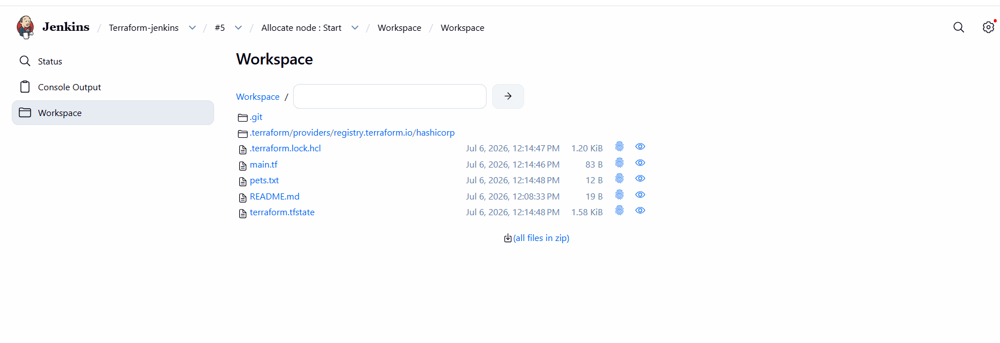 Jenkins / Terraform-jenkins / #5 / Allocate node : Start / Workspace / Workspace
Status
Console Output
Workspace
Workspace
Workspace /
.git
.terraform/providers/registry.terraform.io/hashicorp
.terraform.lock.hcl Jul 6, 2026, 12:14:47 PM 1.20 KiB
main.tf Jul 6, 2026, 12:14:46 PM 83 B
pets.txt Jul 6, 2026, 12:14:48 PM 12 B
README.md Jul 6, 2026, 12:08:33 PM 19 B
terraform.tfstate Jul 6, 2026, 12:14:48 PM 1.58 KiB
(all files in zip)